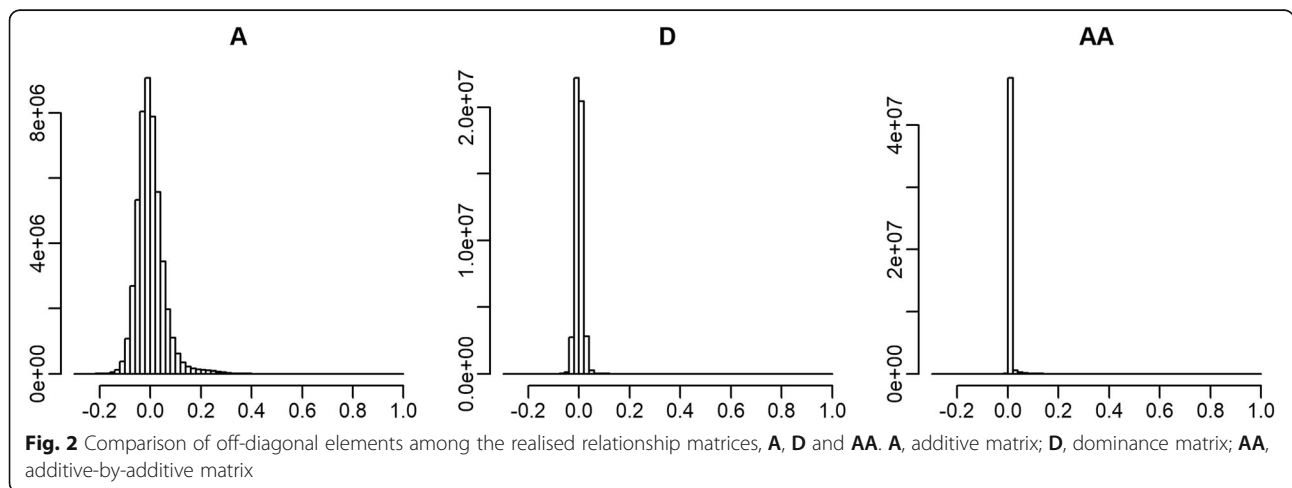 A
D
AA
8e+06
4e+06
0e+00
2.0e+07
1.0e+07
0.0e+00
4e+07
2e+07
0e+00
-0.2 0.0 0.2 0.4 0.6 0.8 1.0
-0.2 0.0 0.2 0.4 0.6 0.8 1.0
-0.2 0.0 0.2 0.4 0.6 0.8 1.0
Fig. 2 Comparison of off-diagonal elements among the realised relationship matrices, A, D and AA. A, additive matrix; D, dominance matrix; AA,
additive-by-additive matrix